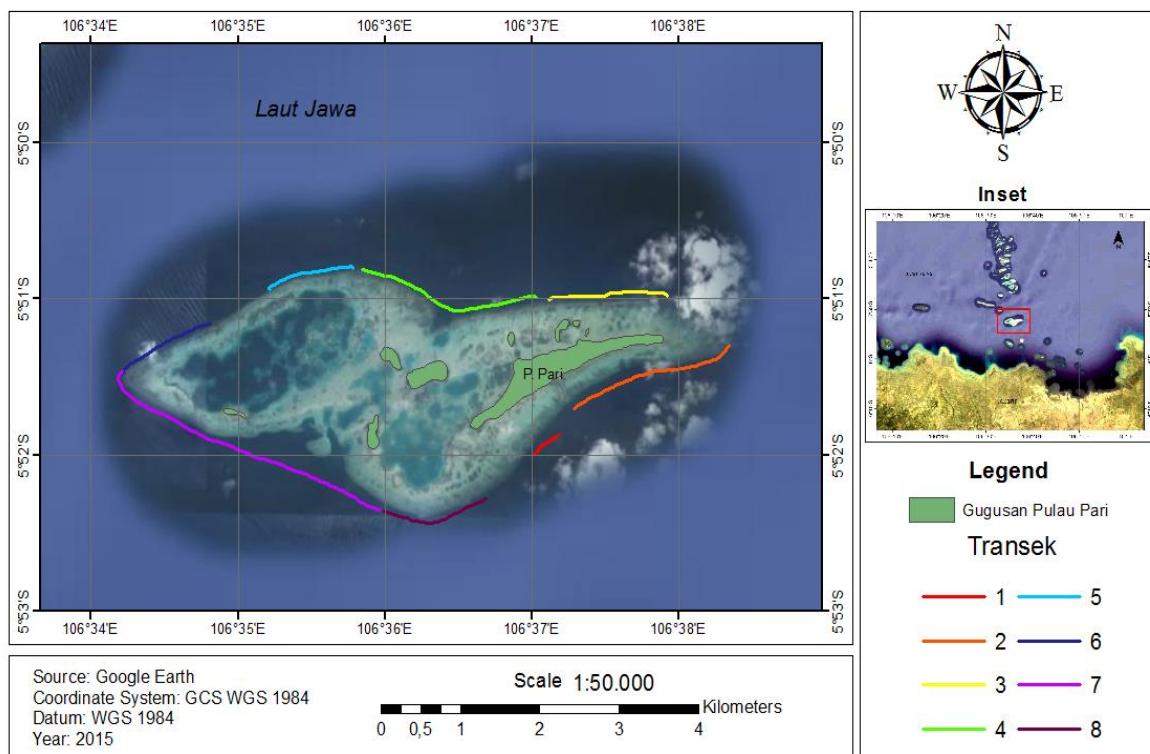 106°34'E 106°35'E 106°36'E 106°37'E 106°38'E
Laut Jawa
5°50'S 5°50'S
5°51'S 5°51'S
P. Pari
5°52'S 5°52'S
5°53'S 5°53'S
106°34'E 106°35'E 106°36'E 106°37'E 106°38'E
N
W E
S
Inset
Legend
Gugusan Pulau Pari
Transek
1 5
2 6
3 7
4 8
Source: Google Earth
Coordinate System: GCS WGS 1984
Datum: WGS 1984
Year: 2015
Scale 1:50.000
Kilometers
0 0,5 1 2 3 4